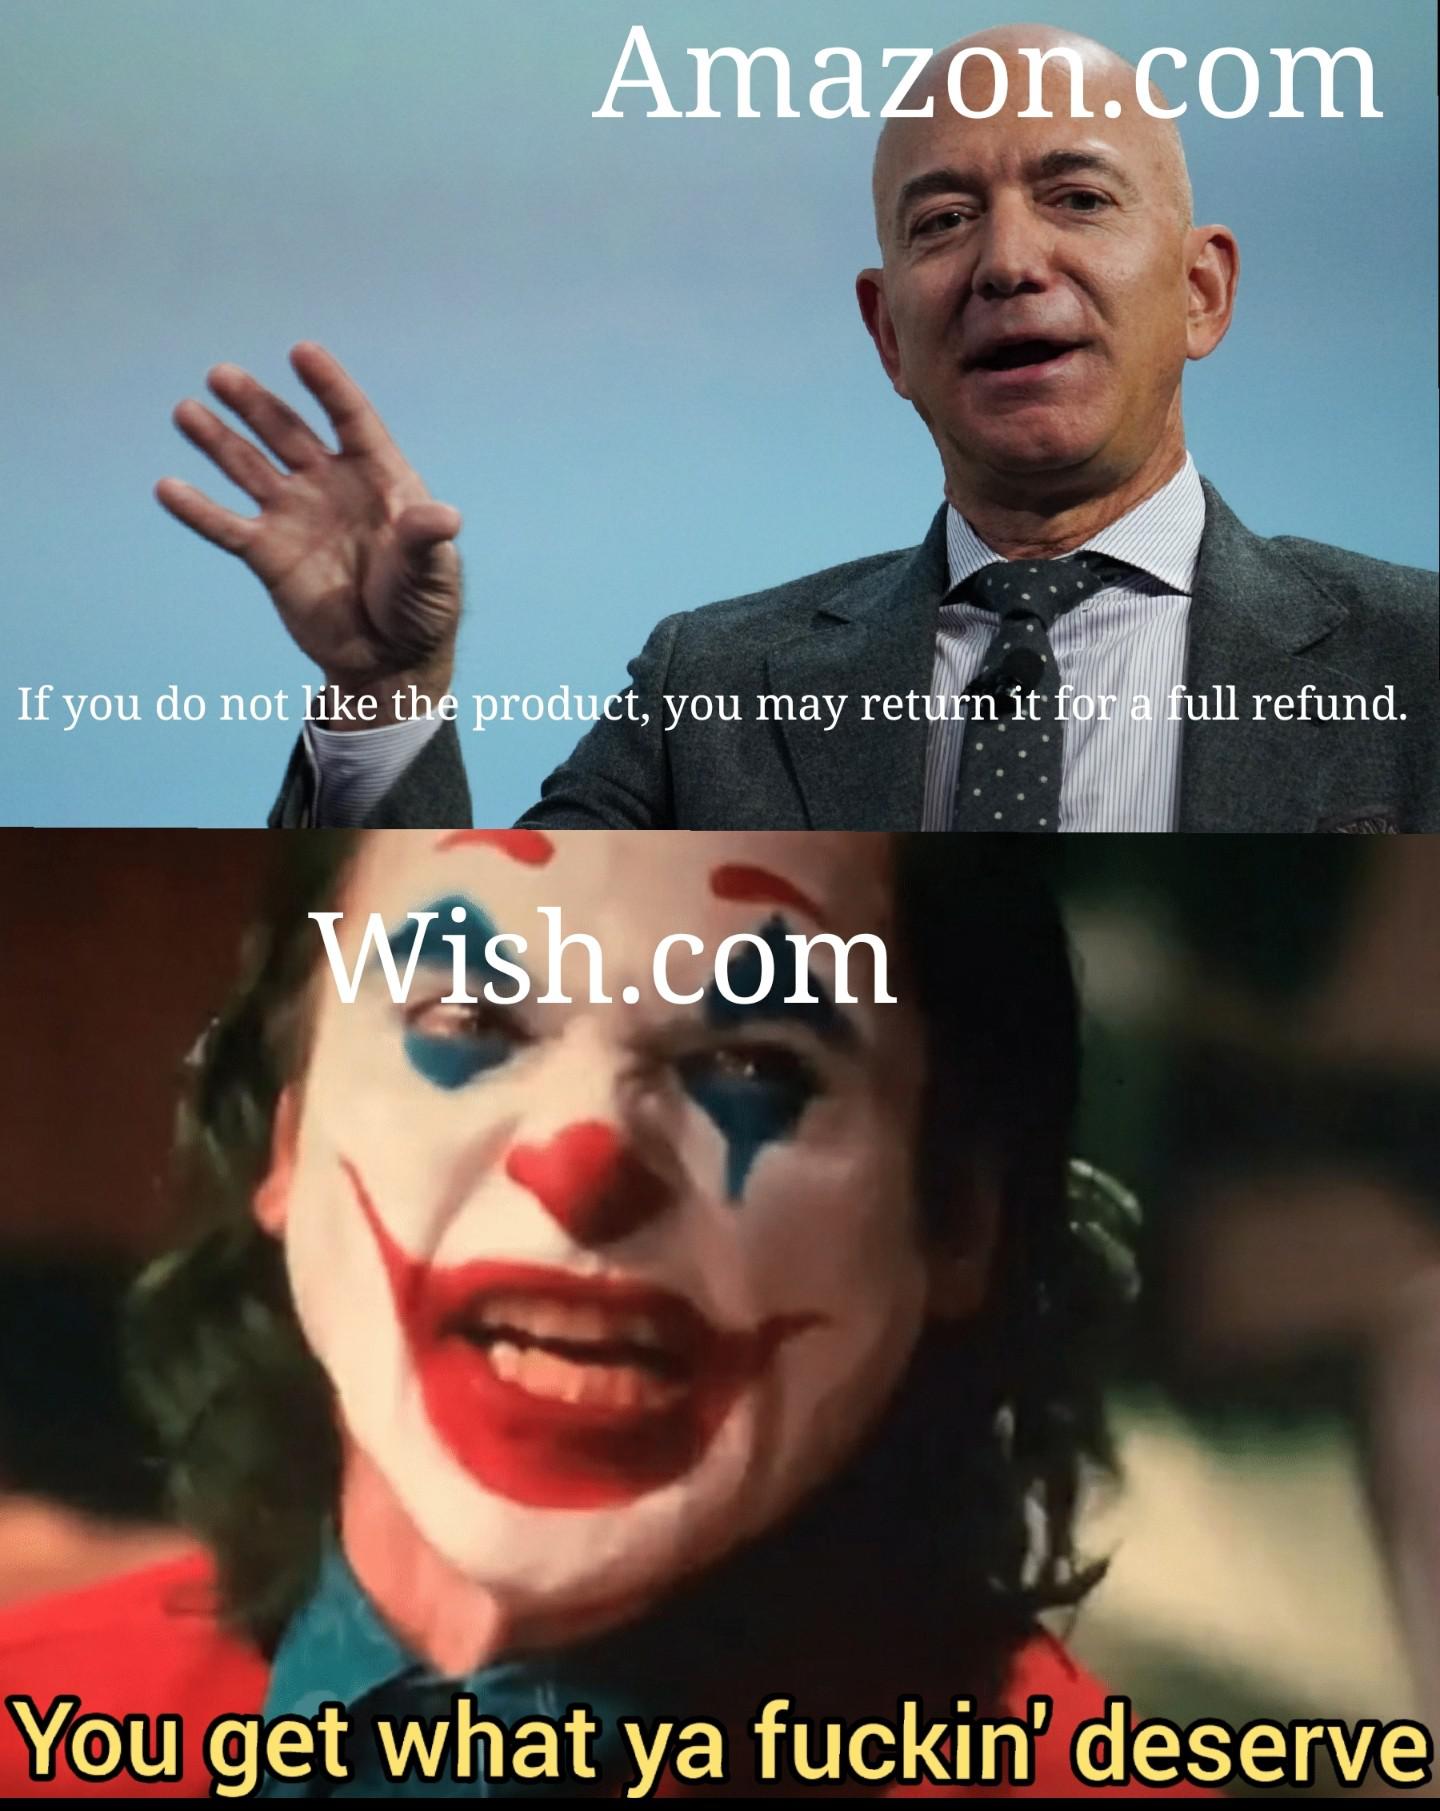 Amazon.com
If you do not like the product, you may return it for a full refund.
Wish.com
You get what ya fuckin' deserve